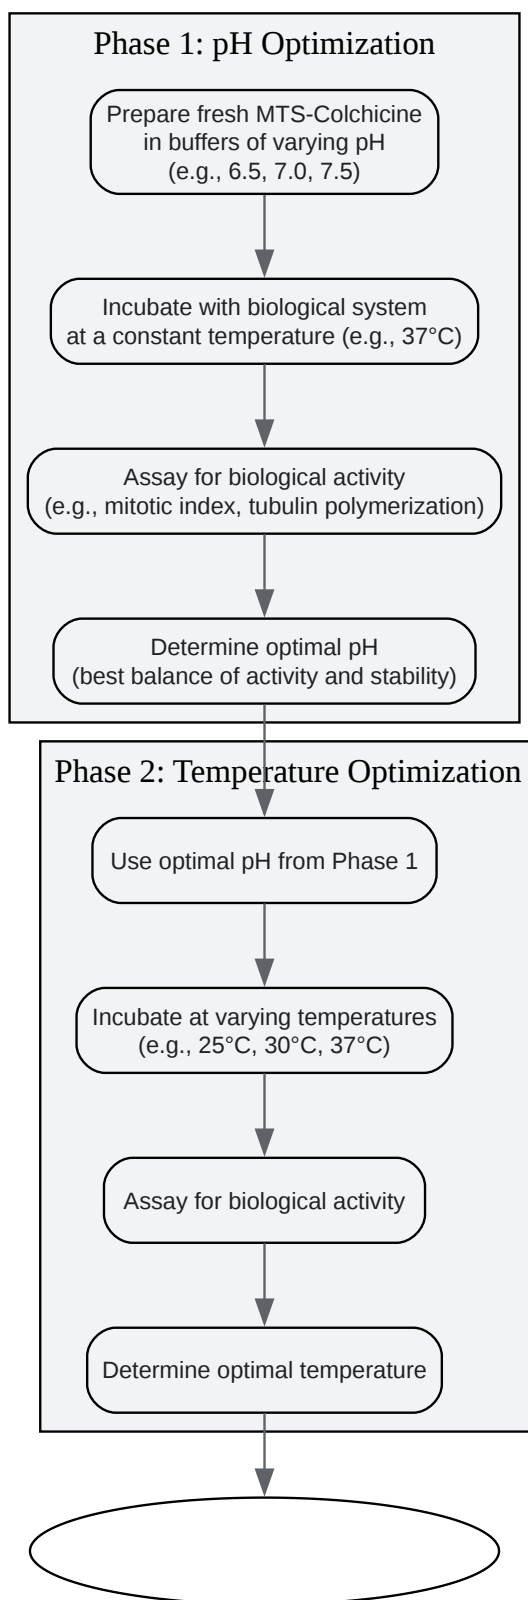 Phase 1: pH Optimization
Prepare fresh MTS-Colchicine
in buffers of varying pH
(e.g., 6.5, 7.0, 7.5)
Incubate with biological system
at a constant temperature (e.g., 37°C)
Assay for biological activity
(e.g., mitotic index, tubulin polymerization)
Determine optimal pH
(best balance of activity and stability)
Phase 2: Temperature Optimization
Use optimal pH from Phase 1
Incubate at varying temperatures
(e.g., 25°C, 30°C, 37°C)
Assay for biological activity
Determine optimal temperature